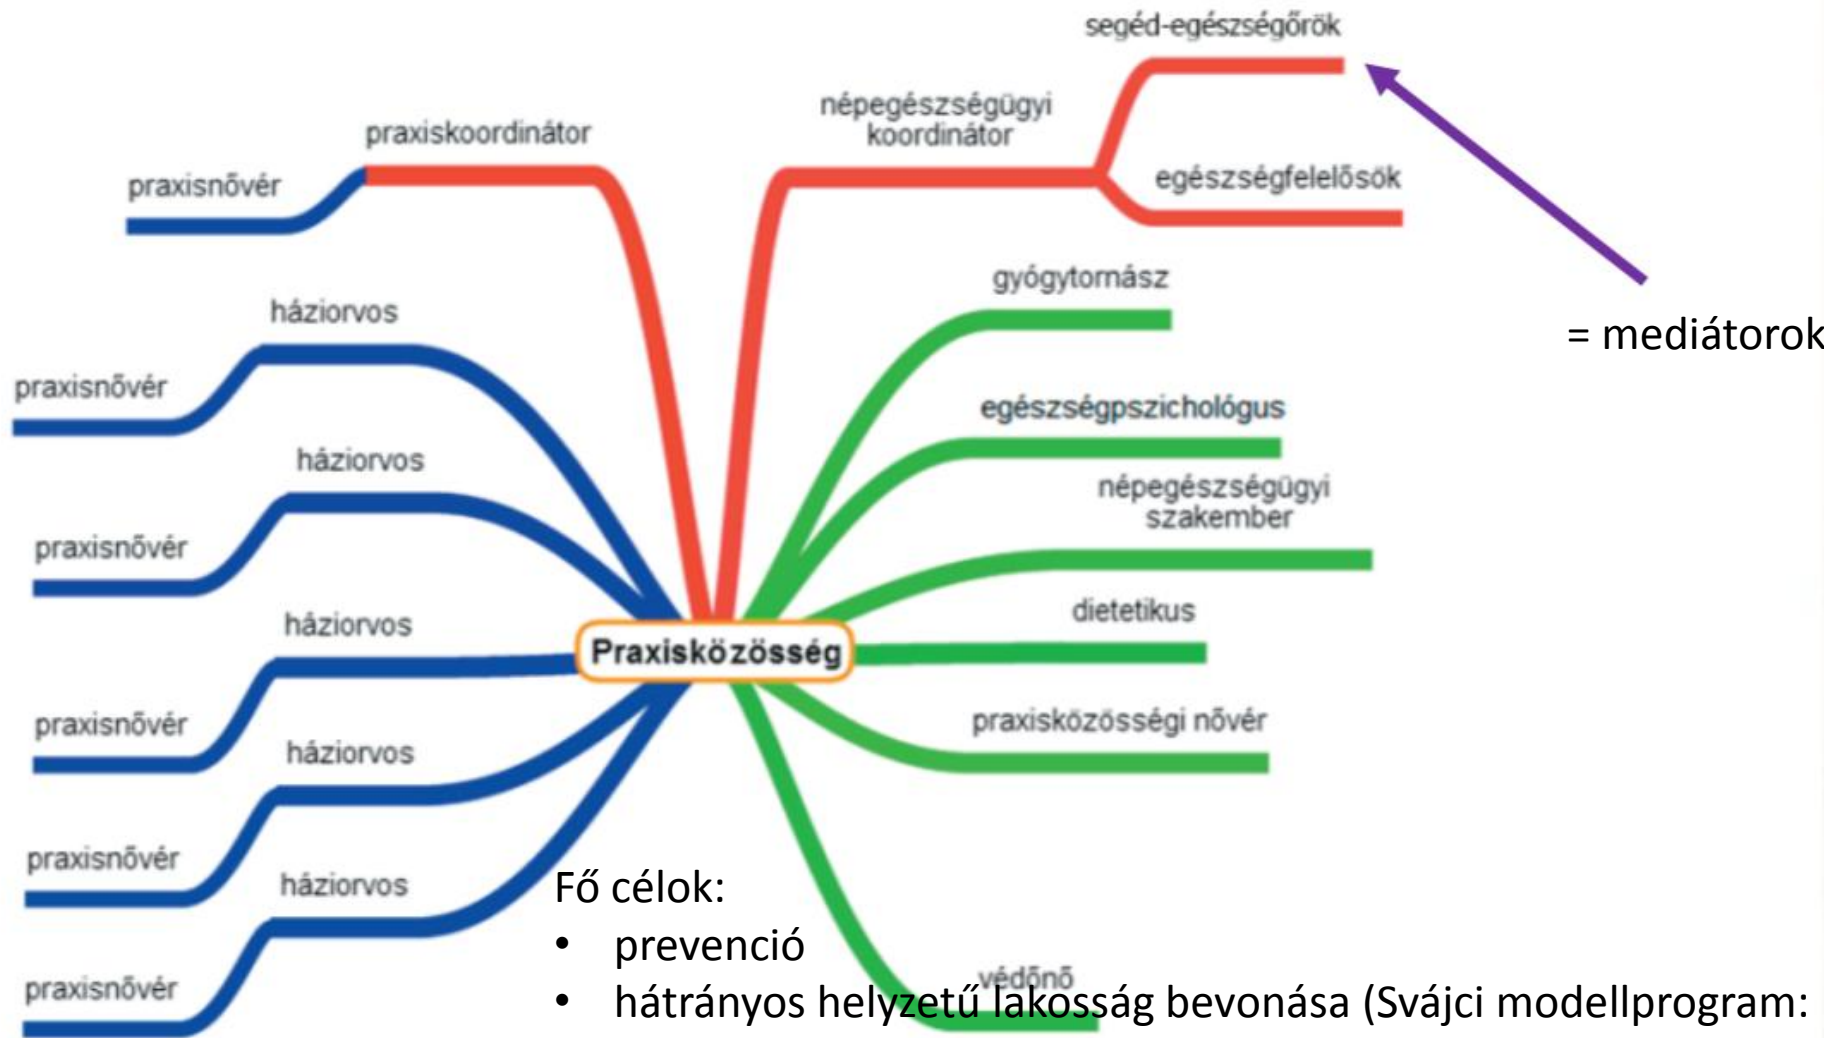 segéd-egészségőrök
népegészségügyi
koordinátor
praxiskoordinátor
egészségfelelősök
praxisnővér
gyógytornász
háziorvos
= mediátorok
praxisnővér
egészségpszichológus
háziorvos
népegészségügyi
szakember
praxisnővér
dietetikus
háziorvos
Praxisközösség
praxisnővér
praxisközösségi nővér
háziorvos
praxisnővér
háziorvos
Fő célok:
• prevenció
védőnő
praxisnővér
• hátrányos helyzetű lakosság bevonása (Svájci modellprogram: